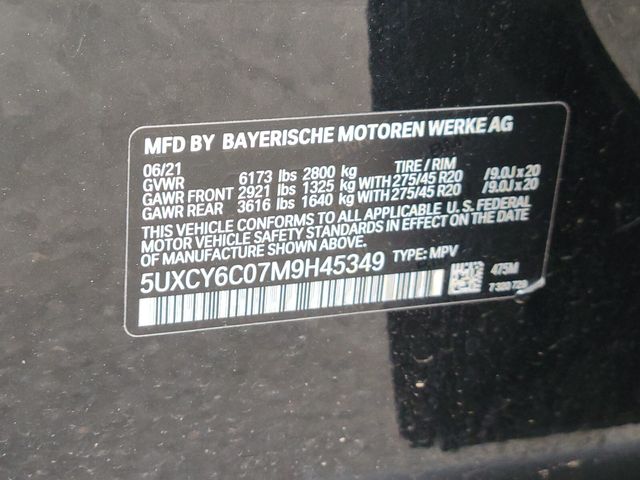 MFD BY BAYERISCHE MOTOREN WERKE AG
06/21
GVWR 6173 lbs 2800 kg TIRE / RIM
GAWR FRONT 2921 lbs 1325 kg WITH 275/45 R20 /9.0J x 20
GAWR REAR 3616 lbs 1640 kg WITH 275/45 R20 /9.0J x 20
THIS VEHICLE CONFORMS TO ALL APPLICABLE U. S. FEDERAL
MOTOR VEHICLE SAFETY STANDARDS IN EFFECT ON THE DATE
OF MANUFACTURE SHOWN ABOVE.
5UXCY6C07M9H45349 TYPE: MPV
475M